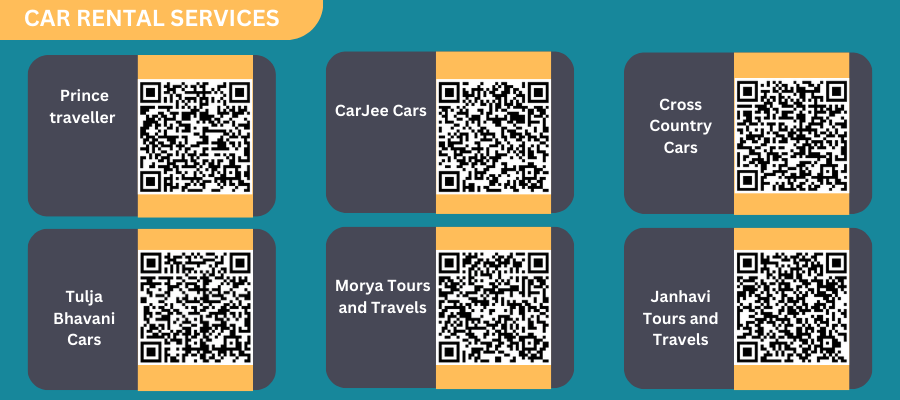 CAR RENTAL SERVICES
Prince
traveller
CarJee Cars
Cross
Country
Cars
Tulja
Bhavani
Cars
Morya Tours
and Travels
Janhavi
Tours and
Travels